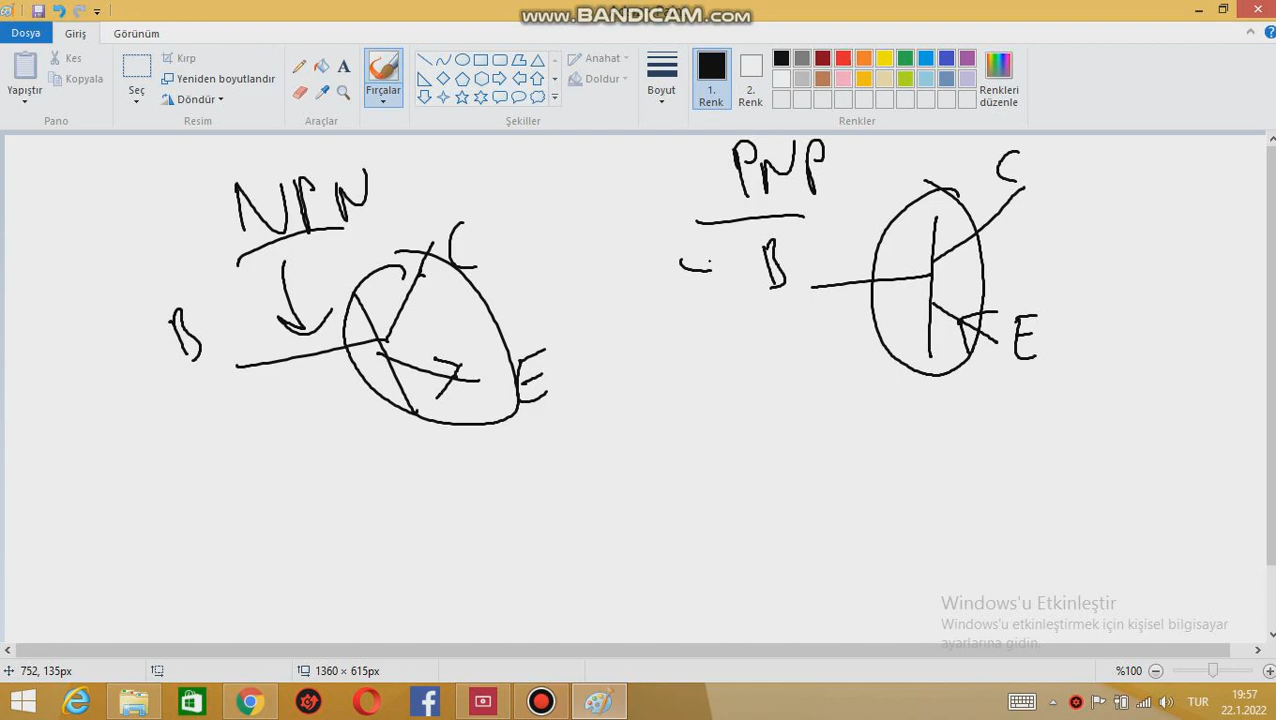 www.BANDICAM.com
Dosya Giriş Görünüm
Yapıştır
Kes
Kopyala
Pano
Seç
Kırp
Yeniden boyutlandır
Döndür
Resim
A
Araçlar
Fırçalar
Anahat
Doldur
Şekiller
Boyut
1.
Renk
2.
Renk
Renkler
Renkleri
düzenle
NPN
B
C
E
PNP
B
C
E
Windows'u Etkinleştir
Windows'u etkinleştirmek için kişisel bilgisayar
ayarlarına gidin.
752, 135px
1360 × 615px
%100
TUR
19:57
22.1.2022